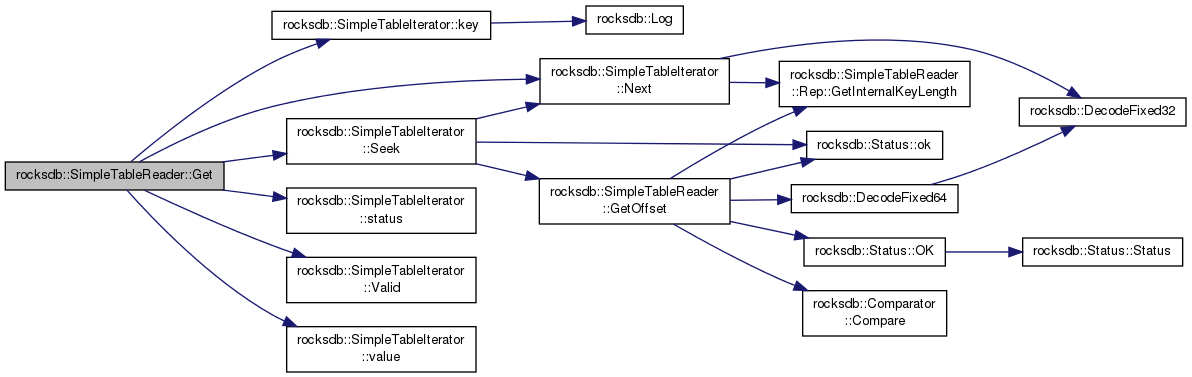 rocksdb::SimpleTableReader::Get
rocksdb::SimpleTableIterator::key
rocksdb::Log
rocksdb::SimpleTableIterator
::Next
rocksdb::SimpleTableReader
::Rep::GetInternalKeyLength
rocksdb::DecodeFixed32
rocksdb::SimpleTableIterator
::Seek
rocksdb::Status::ok
rocksdb::SimpleTableReader
::GetOffset
rocksdb::DecodeFixed64
rocksdb::SimpleTableIterator
::status
rocksdb::Status::OK
rocksdb::Status::Status
rocksdb::SimpleTableIterator
::Valid
rocksdb::Comparator
::Compare
rocksdb::SimpleTableIterator
::value